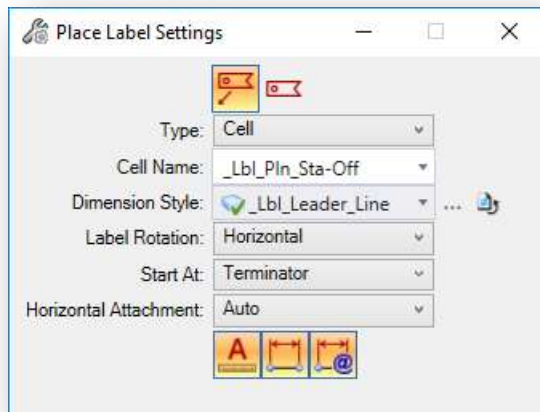 Place Label Settings
Type: Cell
Cell Name: _Lbl_Pln_Sta-Off
Dimension Style: _Lbl_Leader_Line ...
Label Rotation: Horizontal
Start At: Terminator
Horizontal Attachment: Auto
A @